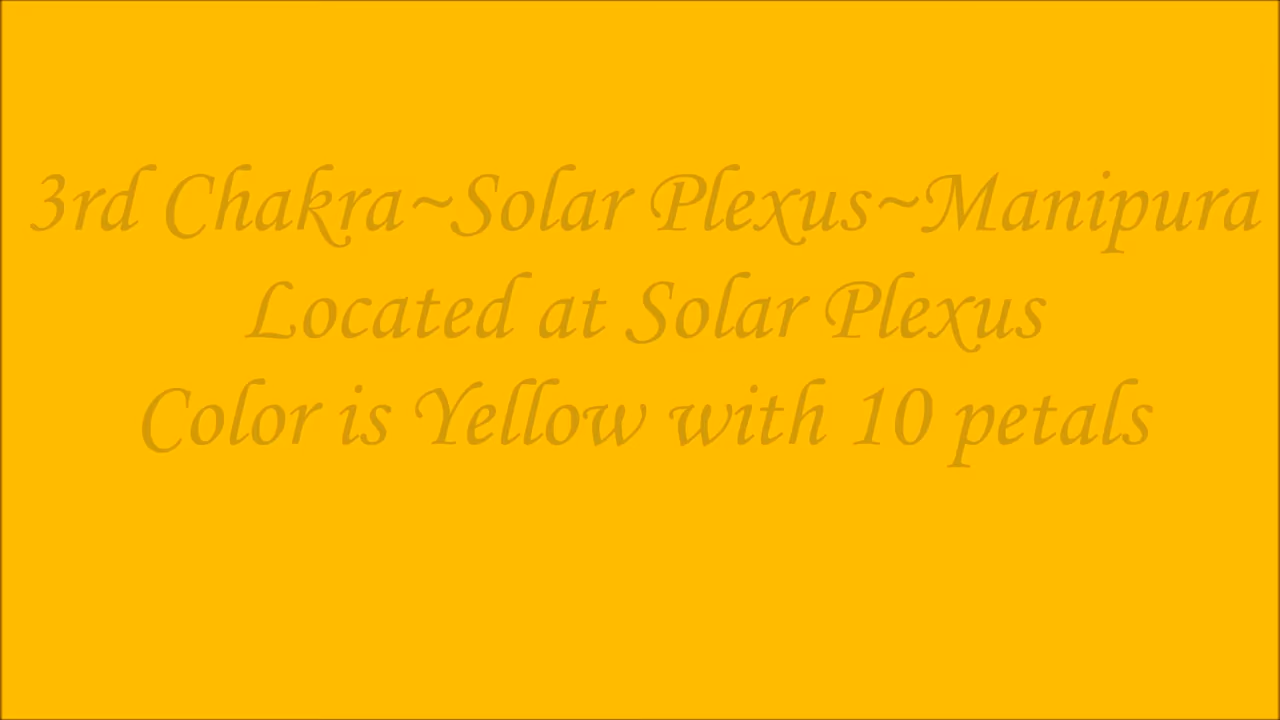 3rd Chakra~Solar Plexus~Manipura
Located at Solar Plexus
Color is Yellow with 10 petals